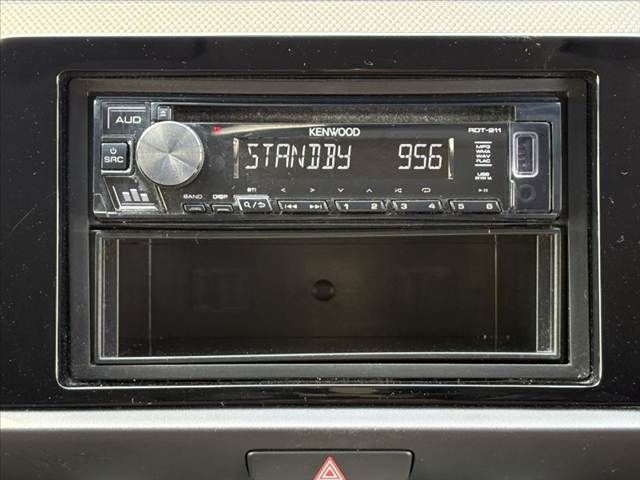 AUD
KENWOOD
RDT-211
SRC
STANDBY 956
MP3
WMA
WAV
FLAC
USB
BAND
DISP
1 2
3 4
5 6